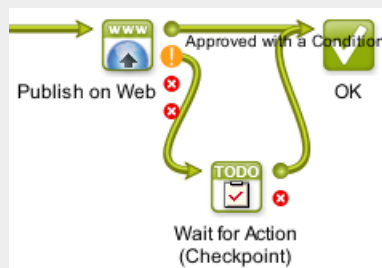 WWW
Approved with a Condition
Publish on Web
OK
TODO
Wait for Action
(Checkpoint)